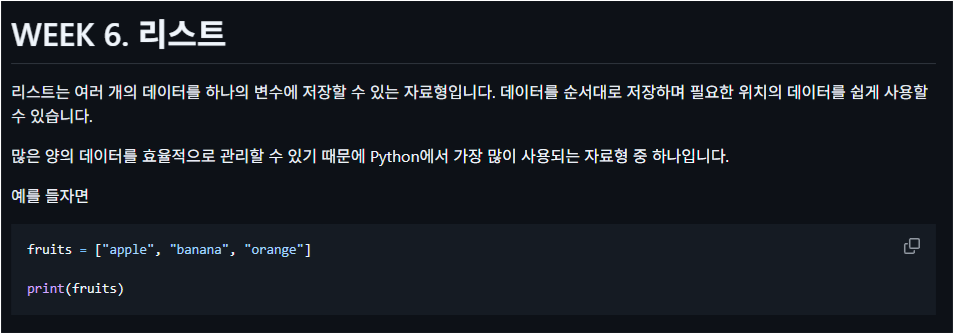 WEEK 6. 리스트
리스트는 여러 개의 데이터를 하나의 변수에 저장할 수 있는 자료형입니다. 데이터를 순서대로 저장하며 필요한 위치의 데이터를 쉽게 사용할
수 있습니다.
많은 양의 데이터를 효율적으로 관리할 수 있기 때문에 Python에서 가장 많이 사용되는 자료형 중 하나입니다.
예를 들자면
fruits = ["apple", "banana", "orange"]
print(fruits)